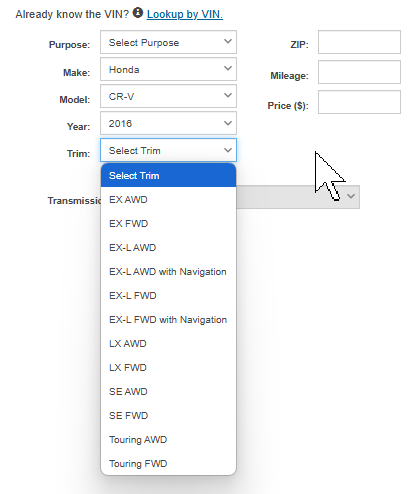 Already know the VIN? Lookup by VIN.
Purpose: Select Purpose ZIP:
Make: Honda Mileage:
Model: CR-V Price ($):
Year: 2016
Trim: Select Trim
Select Trim
EX AWD
Transmissic
EX FWD
EX-L AWD
EX-L AWD with Navigation
EX-L FWD
EX-L FWD with Navigation
LX AWD
LX FWD
SE AWD
SE FWD
Touring AWD
Touring FWD